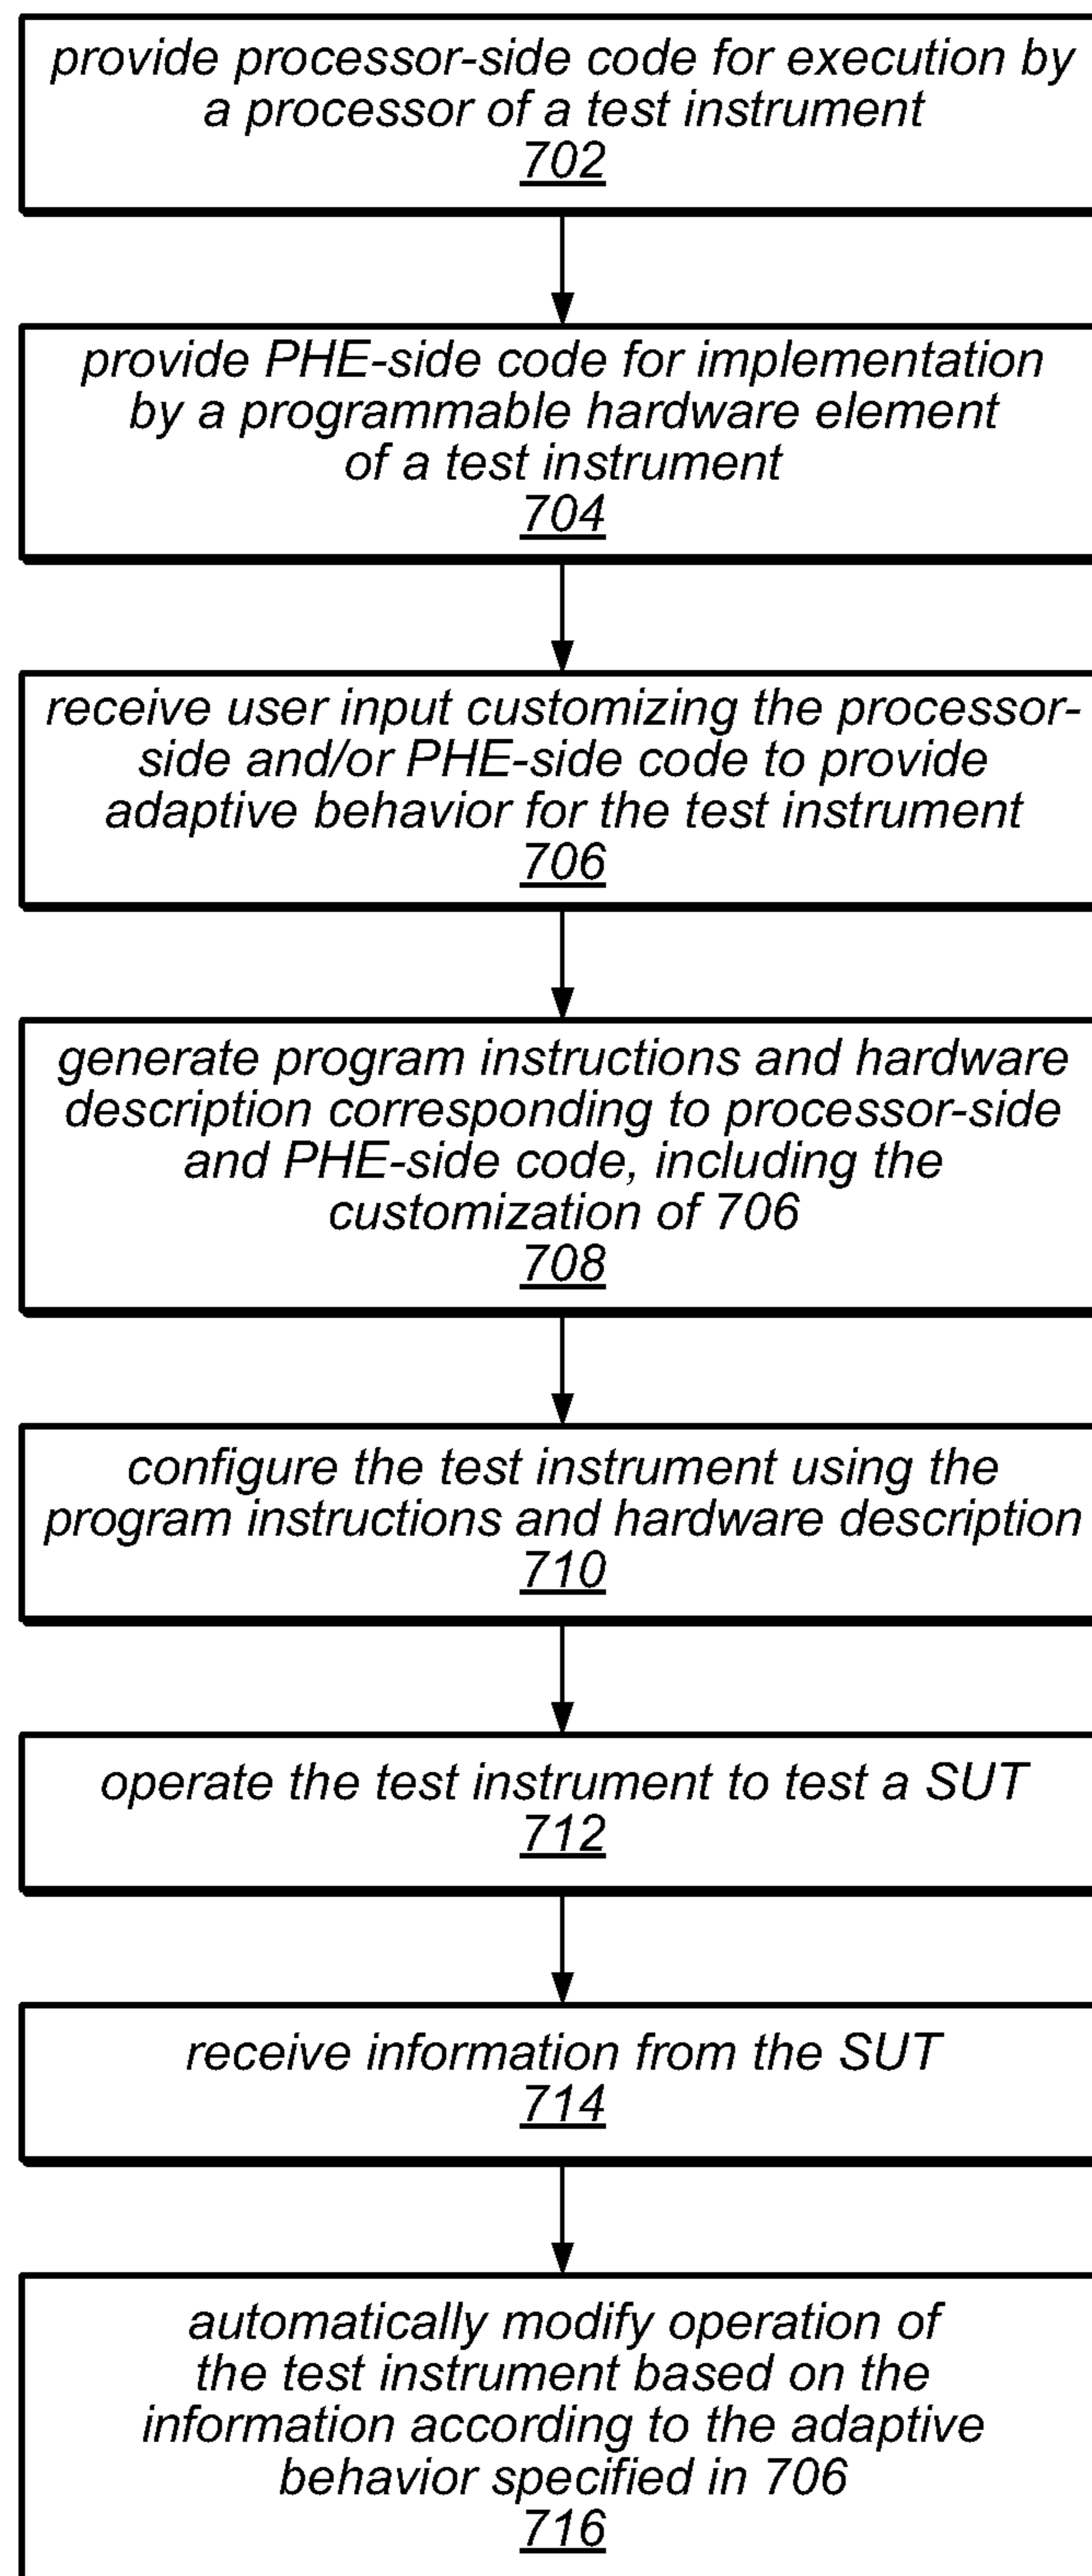 provide processor-side code for execution by
a processor of a test instrument
702
provide PHE-side code for implementation
by a programmable hardware element
of a test instrument
704
receive user input customizing the processor-
side and/or PHE-side code to provide
adaptive behavior for the test instrument
706
generate program instructions and hardware
description corresponding to processor-side
and PHE-side code, including the
customization of 706
708
configure the test instrument using the
program instructions and hardware description
710
operate the test instrument to test a SUT
712
receive information from the SUT
714
automatically modify operation of
the test instrument based on the
information according to the adaptive
behavior specified in 706
716